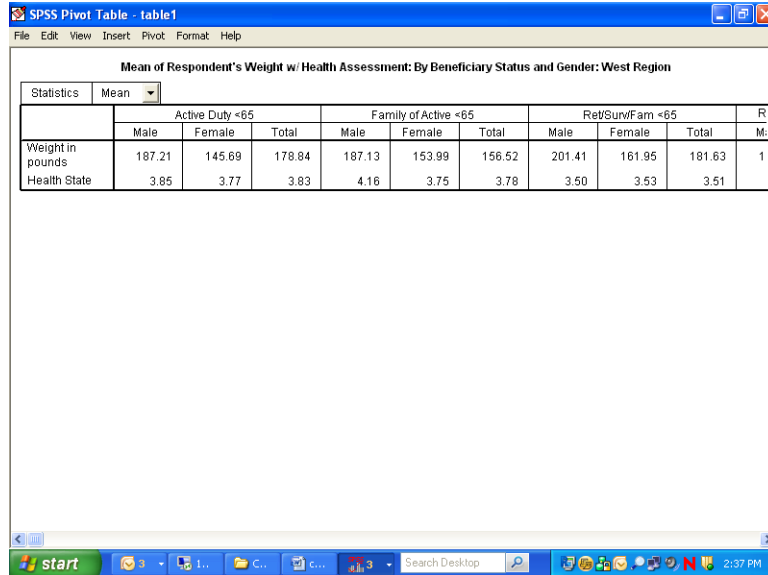 SPSS Pivot Table - table1
File Edit View Insert Pivot Format Help
Mean of Respondent's Weight w/ Health Assessment: By Beneficiary Status and Gender: West Region
Statistics Mean
Active Duty <65 Family of Active <65 Ret/Surv/Fam <65 R
Male Female Total Male Female Total Male Female Total M
Weight in
pounds 187.21 145.69 178.84 187.13 153.99 156.52 201.41 161.95 181.63 1
Health State 3.85 3.77 3.83 4.16 3.75 3.78 3.50 3.53 3.51
start 3 1.. C.. c... 3 Search Desktop N 2:37 PM